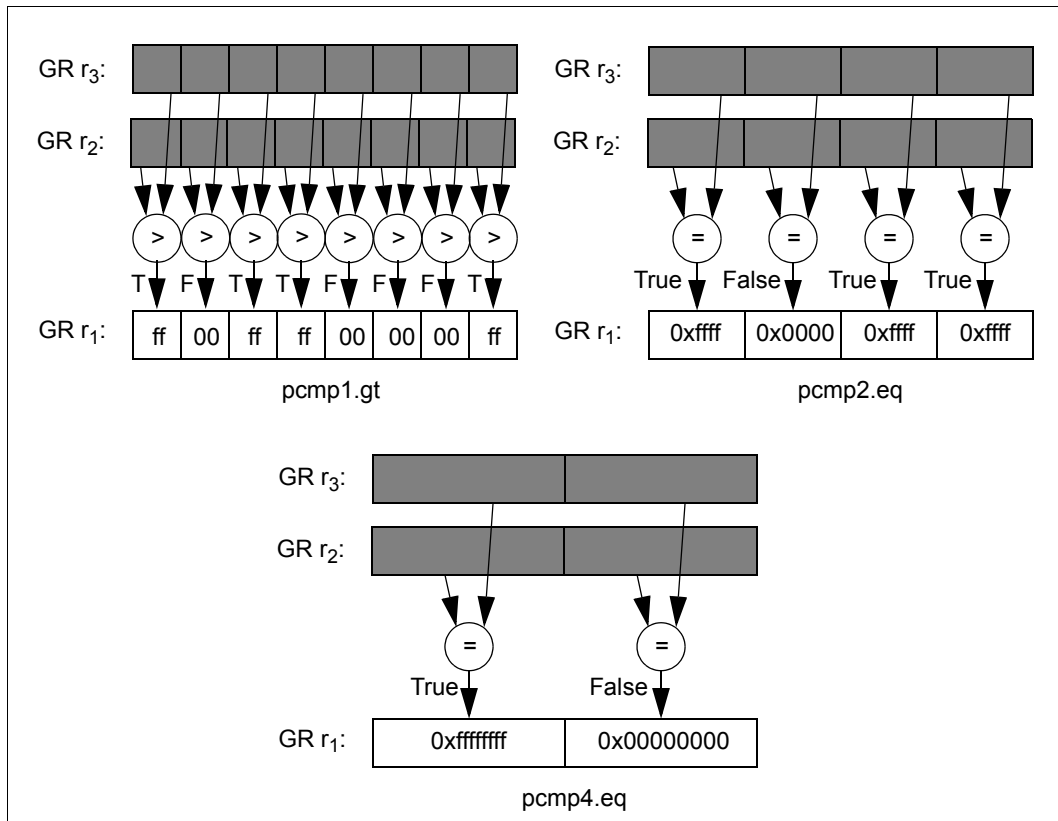 GR r3:
GR r2:
> > > > > > > >
T F T T F F F T
GR r1: ff 00 ff ff 00 00 00 ff
pcmp1.gt
GR r3:
GR r2:
= = = =
True False True True
GR r1: 0xffff 0x0000 0xffff 0xffff
pcmp2.eq
GR r3:
GR r2:
= =
True False
GR r1: 0xffffffff 0x00000000
pcmp4.eq